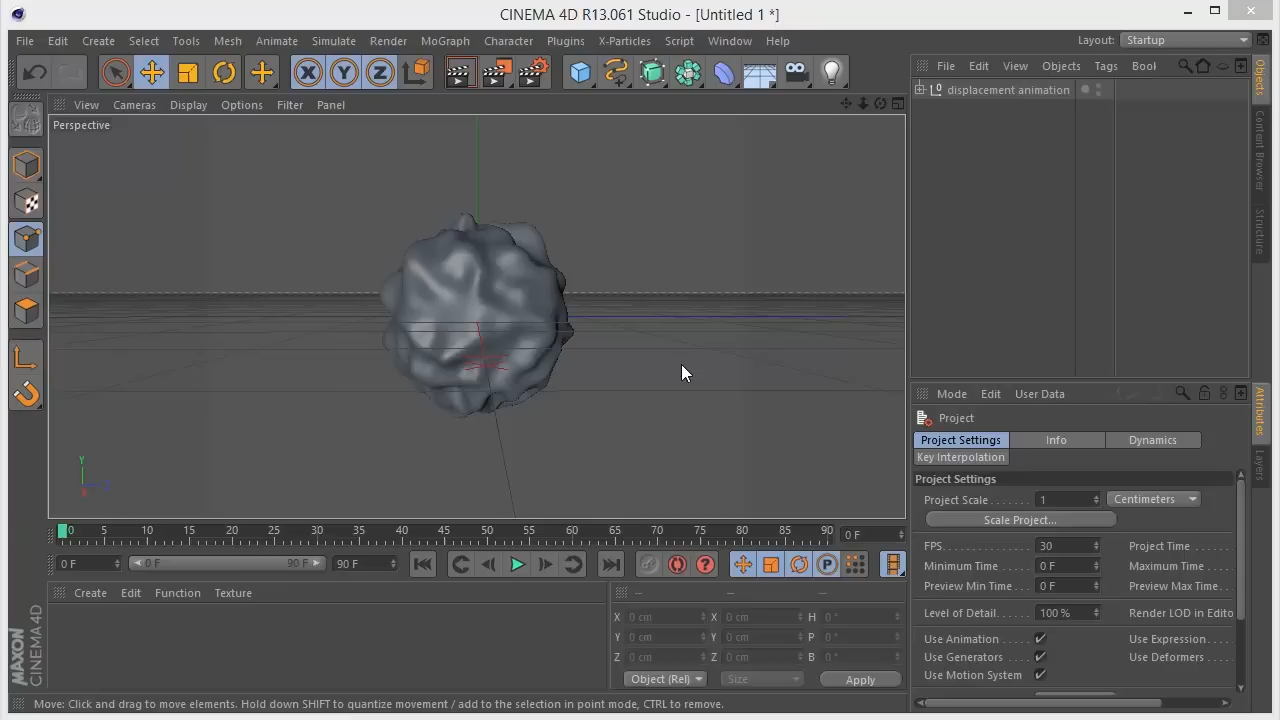 CINEMA 4D R13.061 Studio - [Untitled 1 *]
File Edit Create Select Tools Mesh Animate Simulate Render MoGraph Character Plugins X-Particles Script Window Help Layout: Startup
File Edit View Objects Tags Bool
View Cameras Display Options Filter Panel
displacement animation
Perspective
Objects
Content Browser
Structure
X Y Z
Y
Mode Edit User Data
Project
Project Settings Info Dynamics
Key Interpolation
Attributes
Layers
Project Settings
Project Scale . . . . . . . 1 Centimeters
Scale Project...
0 5 10 15 20 25 30 35 40 45 50 55 60 65 70 75 80 85 90 0 F
0 F 0 F 90 F 90 F P
FPS. . . . . . . . . . . . 30 Project Time
Minimum Time . . . 0 F Maximum Time . . .
Preview Min Time . . 0 F Preview Max Time. .
Level of Detail. . . . . 100 % Render LOD in Edito
Use Animation . . . . . Use Expression. . . .
Use Generators . . . . Use Deformers . . .
Use Motion System
Create Edit Function Texture
-- -- --
X 0 cm X 0 cm H 0 °
Y 0 cm Y 0 cm P 0 °
Z 0 cm Z 0 cm B 0 °
Object (Rel) Size Apply
MAXON
CINEMA 4D
Move: Click and drag to move elements. Hold down SHIFT to quantize movement / add to the selection in point mode, CTRL to remove.